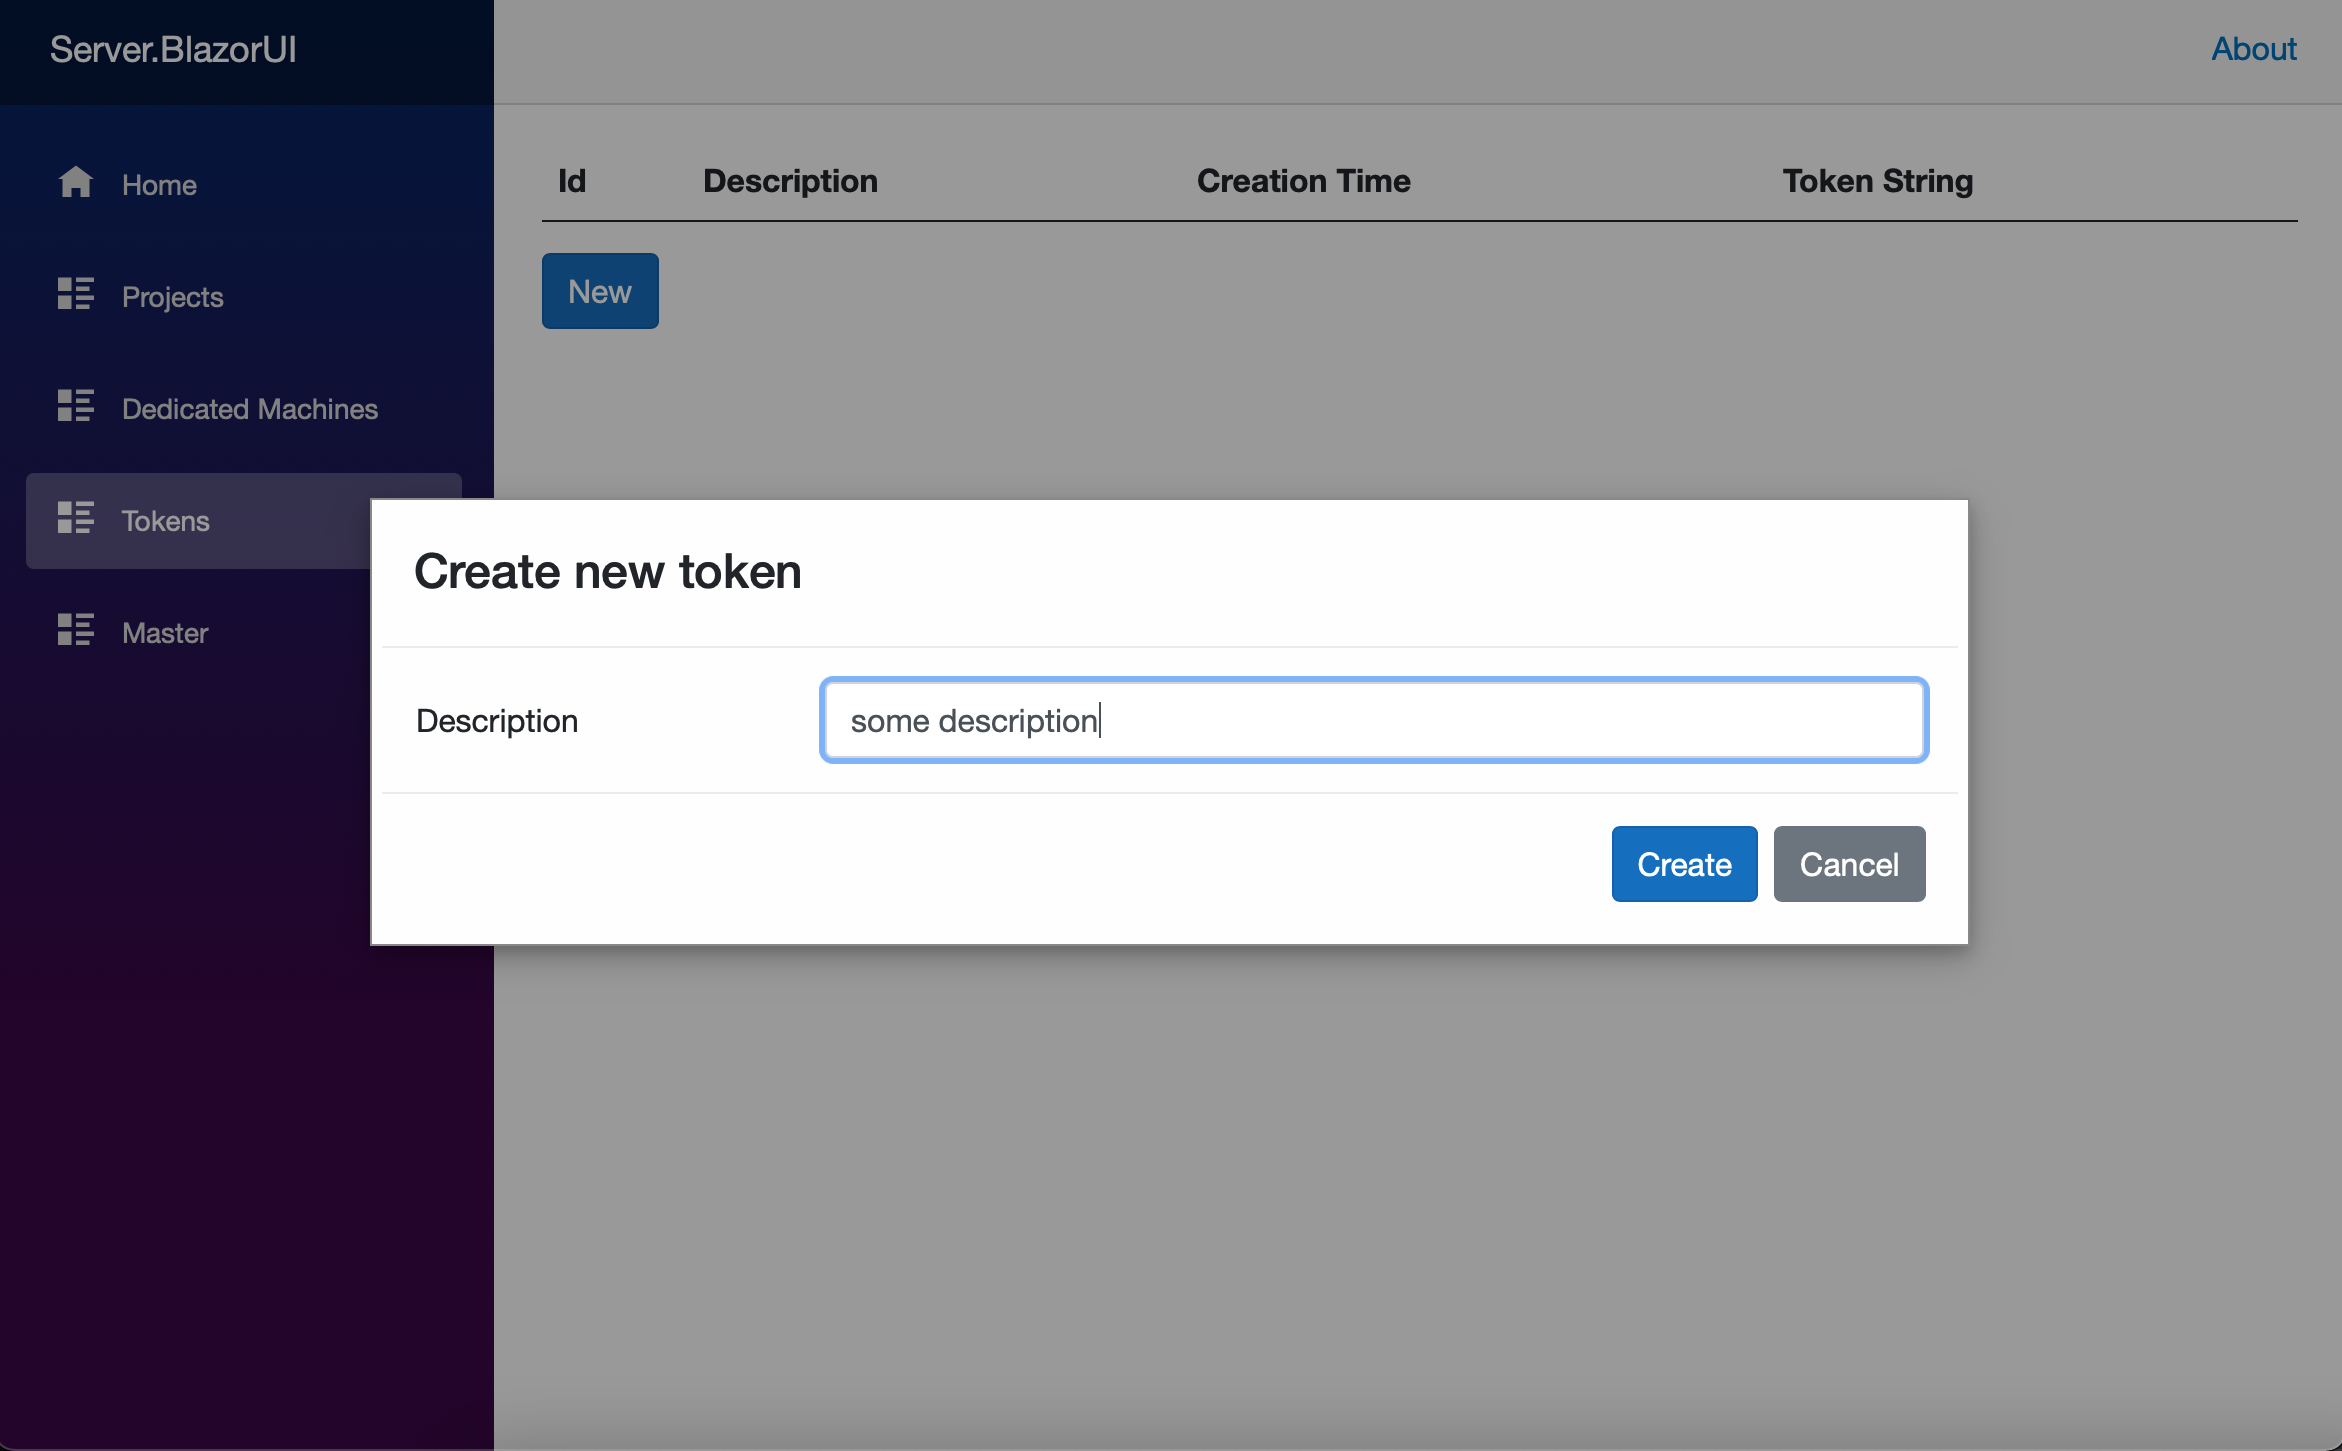 Server.BlazorUI
About
Home
Projects
Dedicated Machines
Tokens
Master
Id Description Creation Time Token String
New
Create new token
Description some description
Create Cancel